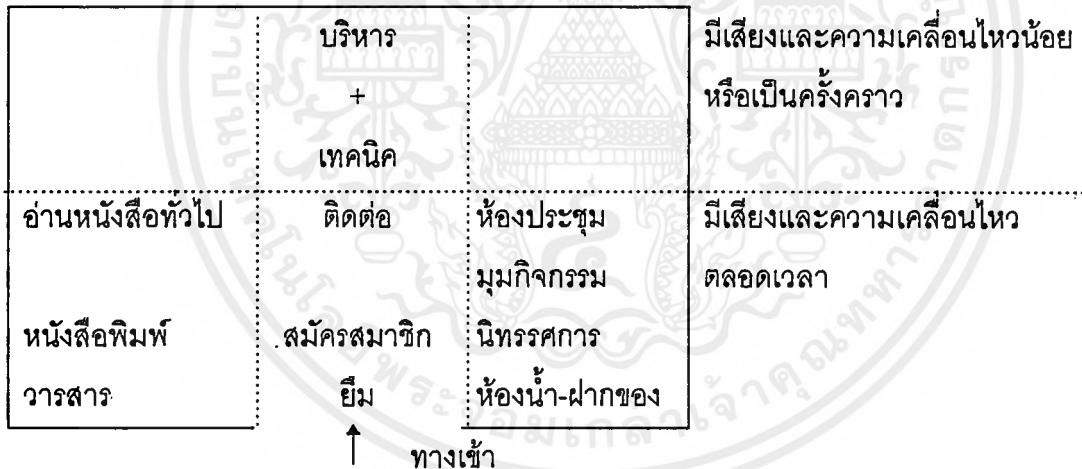 บริหาร มีเสียงและความเคลื่อนไหวน้อย
+ หรือเป็นครั้งคราว
เทคนิค
อ่านหนังสือทั่วไป ติดต่อ ห้องประชุม มีเสียงและความเคลื่อนไหว
มุมกิจกรรม ตลอดเวลา
หนังสือพิมพ์ สมัครสมาชิก นิทรรศการ
วารสาร ยืม ห้องน้ำ-ฝากของ
↑ ทางเข้า